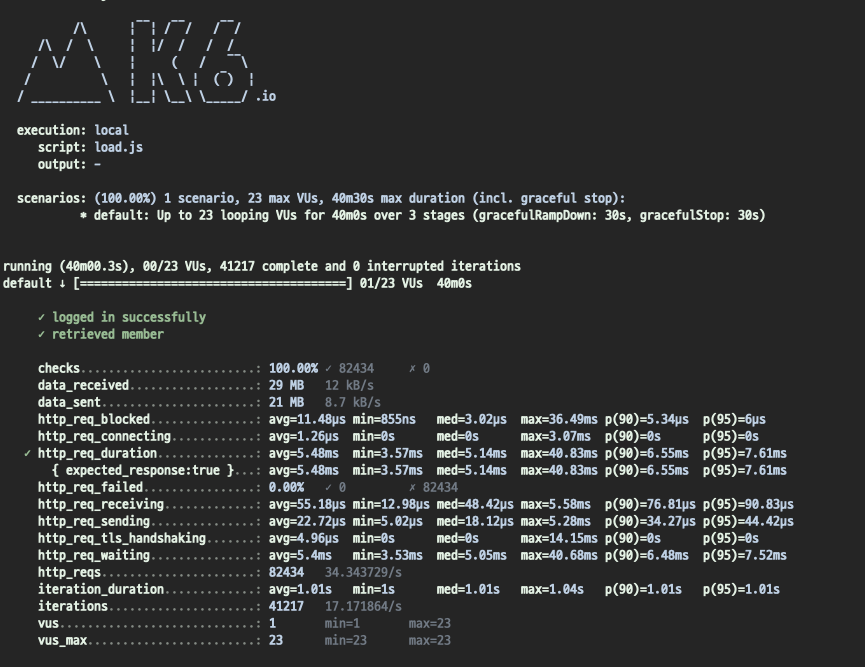 .io
execution: local
script: load.js
output: -
scenarios: (100.00%) 1 scenario, 23 max VUs, 40m30s max duration (incl. graceful stop):
* default: Up to 23 looping VUs for 40m0s over 3 stages (gracefulRampDown: 30s, gracefulStop: 30s)
running (40m00.3s), 00/23 VUs, 41217 complete and 0 interrupted iterations
default ↓ [======================================] 01/23 VUs  40m0s
✓ logged in successfully
✓ retrieved member
checks.........................: 100.00% ✓ 82434     ✗ 0
data_received..................: 29 MB   12 kB/s
data_sent......................: 21 MB   8.7 kB/s
http_req_blocked...............: avg=11.48µs min=855ns   med=3.02µs  max=36.49ms p(90)=5.34µs  p(95)=6µs
http_req_connecting............: avg=1.26µs  min=0s      med=0s      max=3.07ms  p(90)=0s      p(95)=0s
✓ http_req_duration..............: avg=5.48ms  min=3.57ms  med=5.14ms  max=40.83ms p(90)=6.55ms  p(95)=7.61ms
{ expected_response:true }...: avg=5.48ms  min=3.57ms  med=5.14ms  max=40.83ms p(90)=6.55ms  p(95)=7.61ms
http_req_failed................: 0.00%   ✓ 0         ✗ 82434
http_req_receiving.............: avg=55.18µs min=12.98µs med=48.42µs max=5.58ms  p(90)=76.81µs p(95)=90.83µs
http_req_sending...............: avg=22.72µs min=5.02µs  med=18.12µs max=5.28ms  p(90)=34.27µs p(95)=44.42µs
http_req_tls_handshaking.......: avg=4.96µs  min=0s      med=0s      max=14.15ms p(90)=0s      p(95)=0s
http_req_waiting...............: avg=5.4ms   min=3.53ms  med=5.05ms  max=40.68ms p(90)=6.48ms  p(95)=7.52ms
http_reqs......................: 82434   34.343729/s
iteration_duration.............: avg=1.01s   min=1s      med=1.01s   max=1.04s   p(90)=1.01s   p(95)=1.01s
iterations.....................: 41217   17.171864/s
vus............................: 1       min=1       max=23
vus_max........................: 23      min=23      max=23